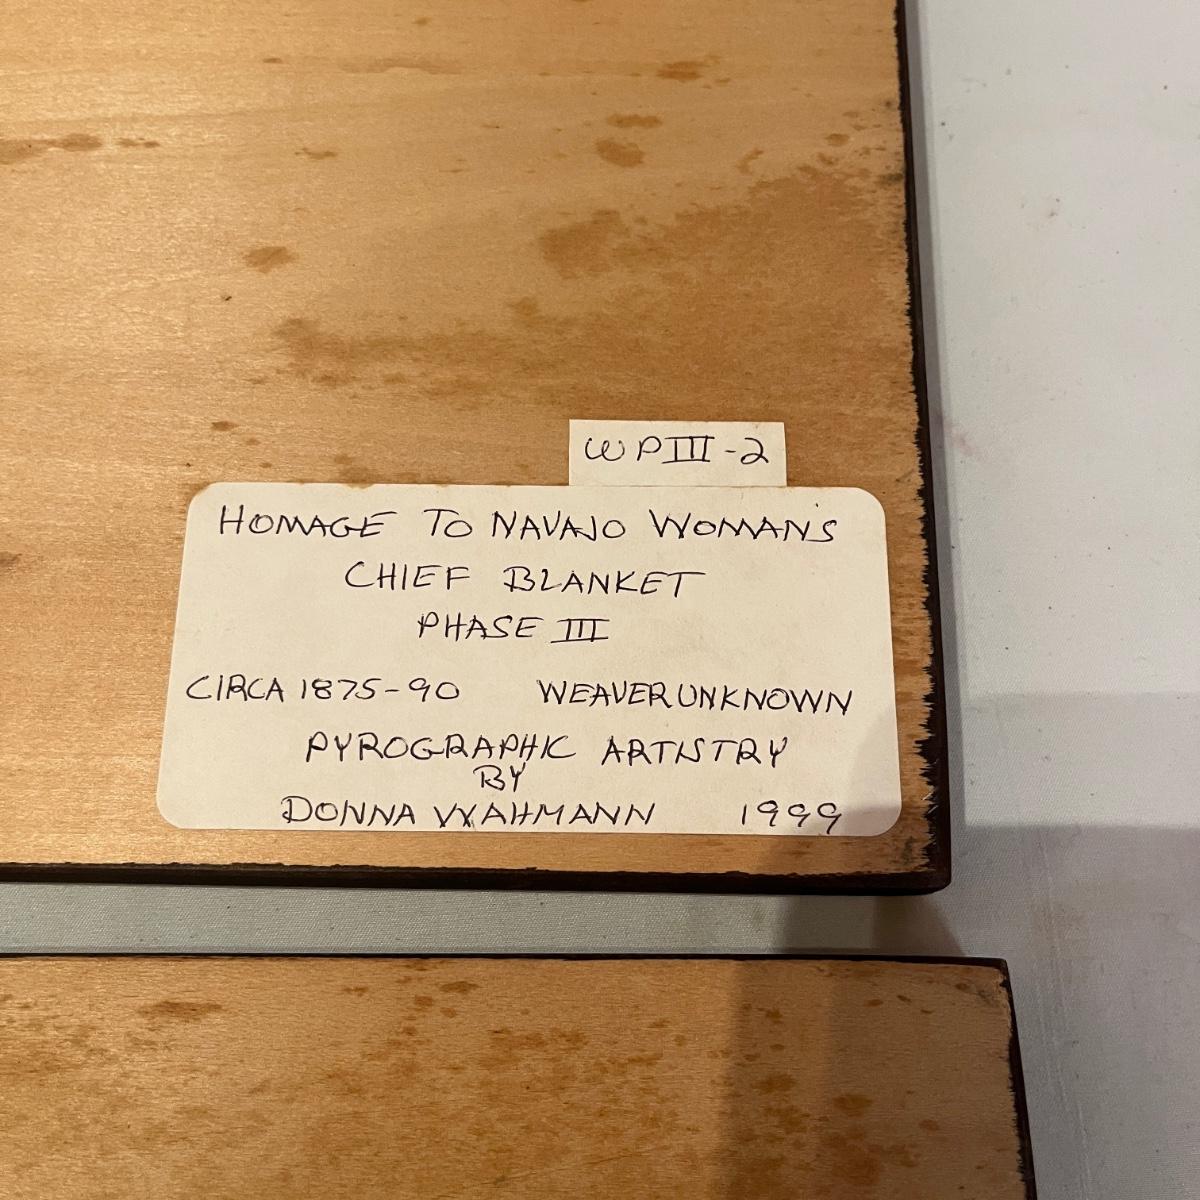 WPIII-2
HOMAGE TO NAVAJO WOMAN'S
CHIEF BLANKET
PHASE III
CIRCA 1875-90 WEAVER UNKNOWN
PYROGRAPHIC ARTISTRY
BY
DONNA WAHMANN 1999